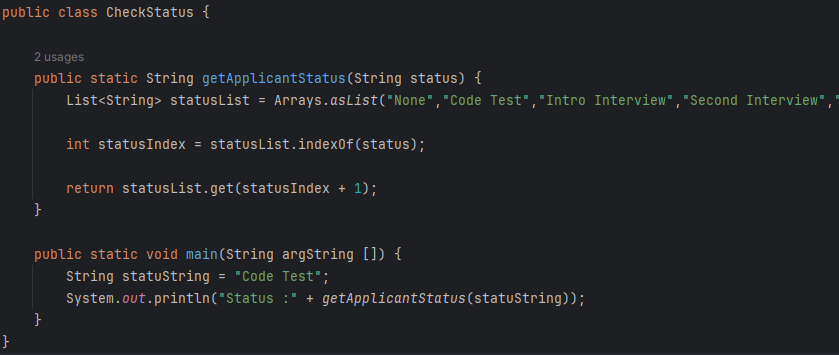 public class CheckStatus {
2 usages
public static String getApplicantStatus(String status) {
List<String> statusList = Arrays.asList("None","Code Test","Intro Interview","Second Interview","
int statusIndex = statusList.indexOf(status);
return statusList.get(statusIndex + 1);
}
public static void main(String argString []) {
String statuString = "Code Test";
System.out.println("Status :" + getApplicantStatus(statuString));
}
}